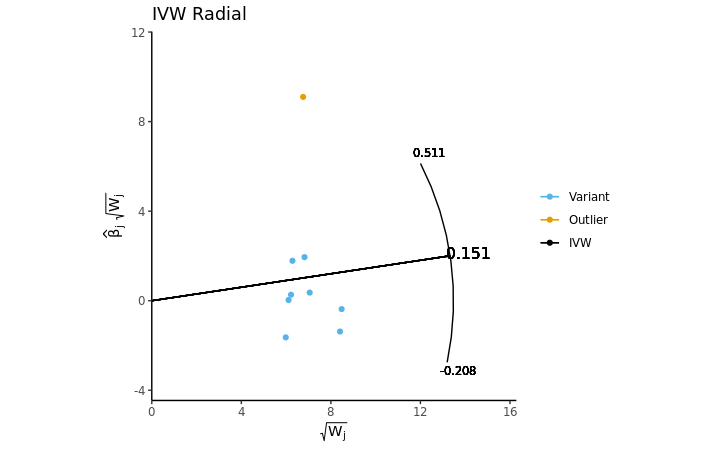 IVW Radial
12
8
4
0
-4
β̂ⱼ √Wⱼ
0.511
0.151
-0.208
Variant
Outlier
IVW
0 4 8 12 16
√Wⱼ